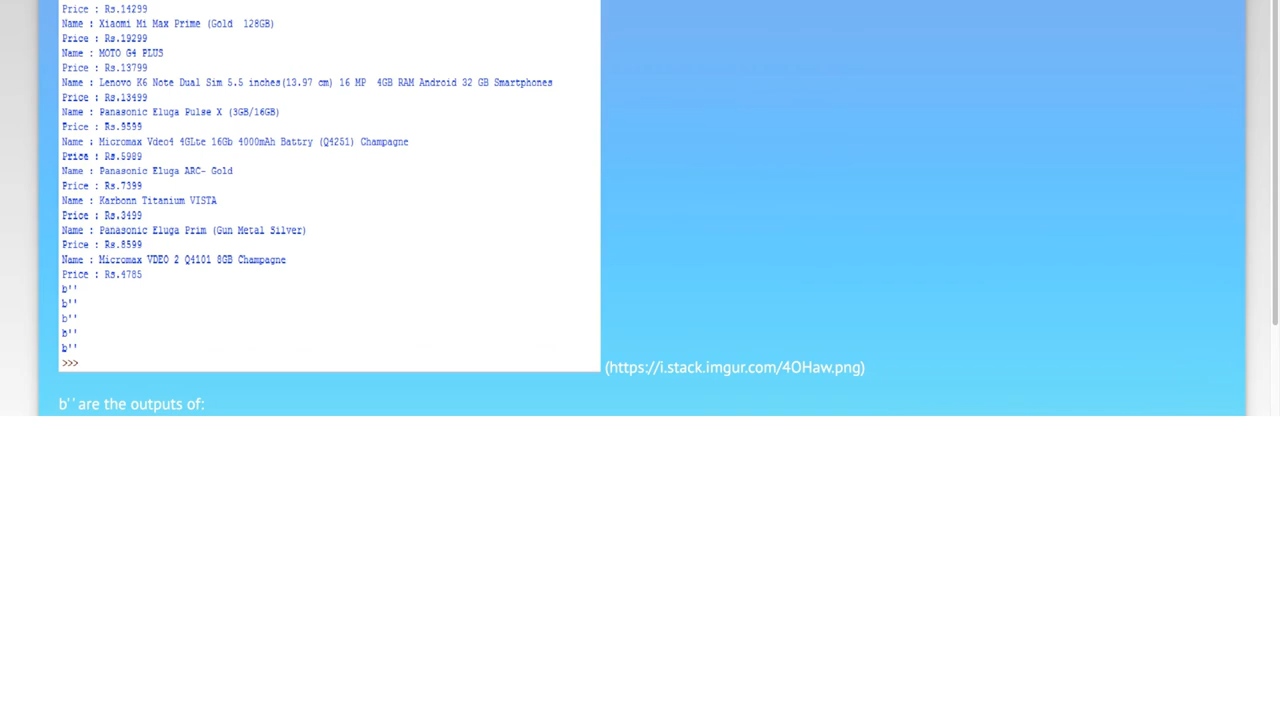 Price : Rs.14299
Name : Xiaomi Mi Max Prime (Gold  128GB)
Price : Rs.19299
Name : MOTO G4 PLUS
Price : Rs.13799
Name : Lenovo K6 Note Dual Sim 5.5 inches(13.97 cm) 16 MP  4GB RAM Android 32 GB Smartphones
Price : Rs.13499
Name : Panasonic Eluga Pulse X (3GB/16GB)
Price : Rs.9599
Name : Micromax Vdeo4 4GLte 16Gb 4000mAh Battry (Q4251) Champagne
Price : Rs.5989
Name : Panasonic Eluga ARC- Gold
Price : Rs.7399
Name : Karbonn Titanium VISTA
Price : Rs.3499
Name : Panasonic Eluga Prim (Gun Metal Silver)
Price : Rs.8599
Name : Micromax VDEO 2 Q4101 8GB Champagne
Price : Rs.4785
b''
b''
b''
b''
b''
>>>
(https://i.stack.imgur.com/4OHaw.png)
b'' are the outputs of: